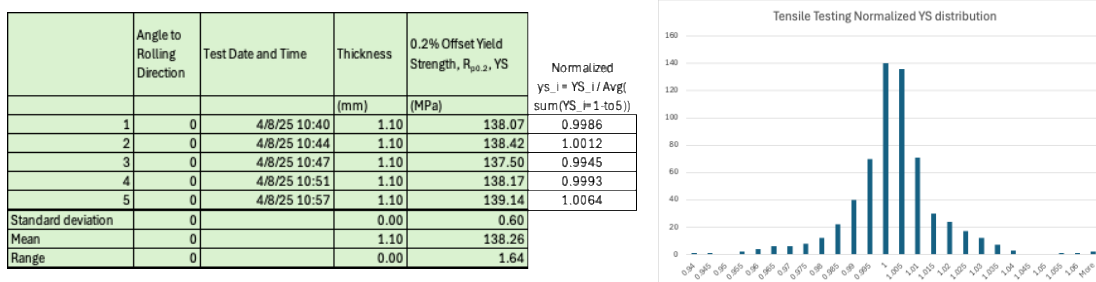 Angle to Rolling Direction Test Date and Time Thickness 0.2% Offset Yield Strength, Rp0.2, YS Normalized ys_i = YS_i / Avg( sum(YS_i=1-to5))
(mm) (MPa)
1 0 4/8/25 10:40 1.10 138.07 0.9986
2 0 4/8/25 10:44 1.10 138.42 1.0012
3 0 4/8/25 10:47 1.10 137.50 0.9945
4 0 4/8/25 10:51 1.10 138.17 0.9993
5 0 4/8/25 10:57 1.10 139.14 1.0064
Standard deviation 0 0.00 0.60
Mean 0 1.10 138.26
Range 0 0.00 1.64
Tensile Testing Normalized YS distribution
160
140
120
100
80
60
40
20
0
0.94 0.945 0.95 0.955 0.96 0.965 0.97 0.975 0.98 0.985 0.99 0.995 1 1.005 1.01 1.015 1.02 1.025 1.03 1.035 1.04 1.045 1.05 1.055 1.06 More